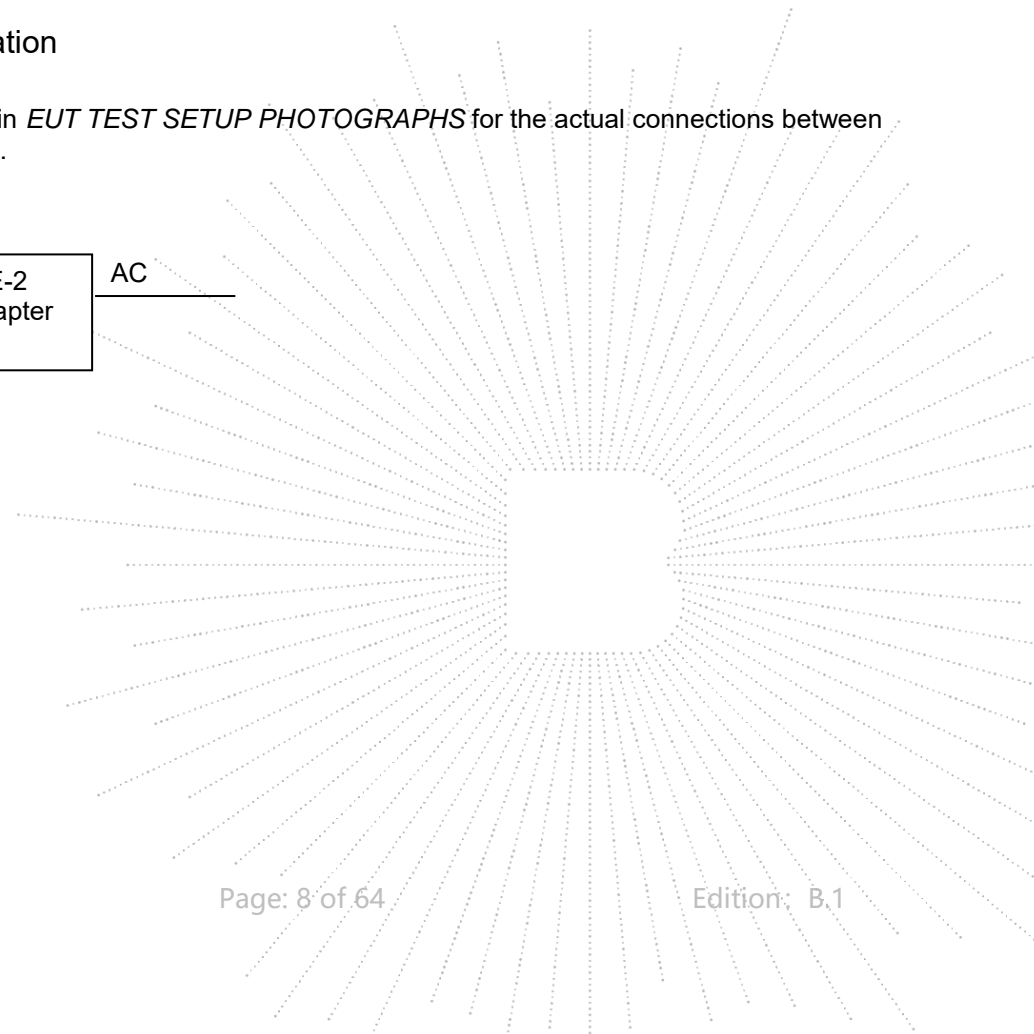 ation
in EUT TEST SETUP PHOTOGRAPHS for the actual connections between
.
E-2 AC
apter
Page: 8 of 64 Edition: B.1